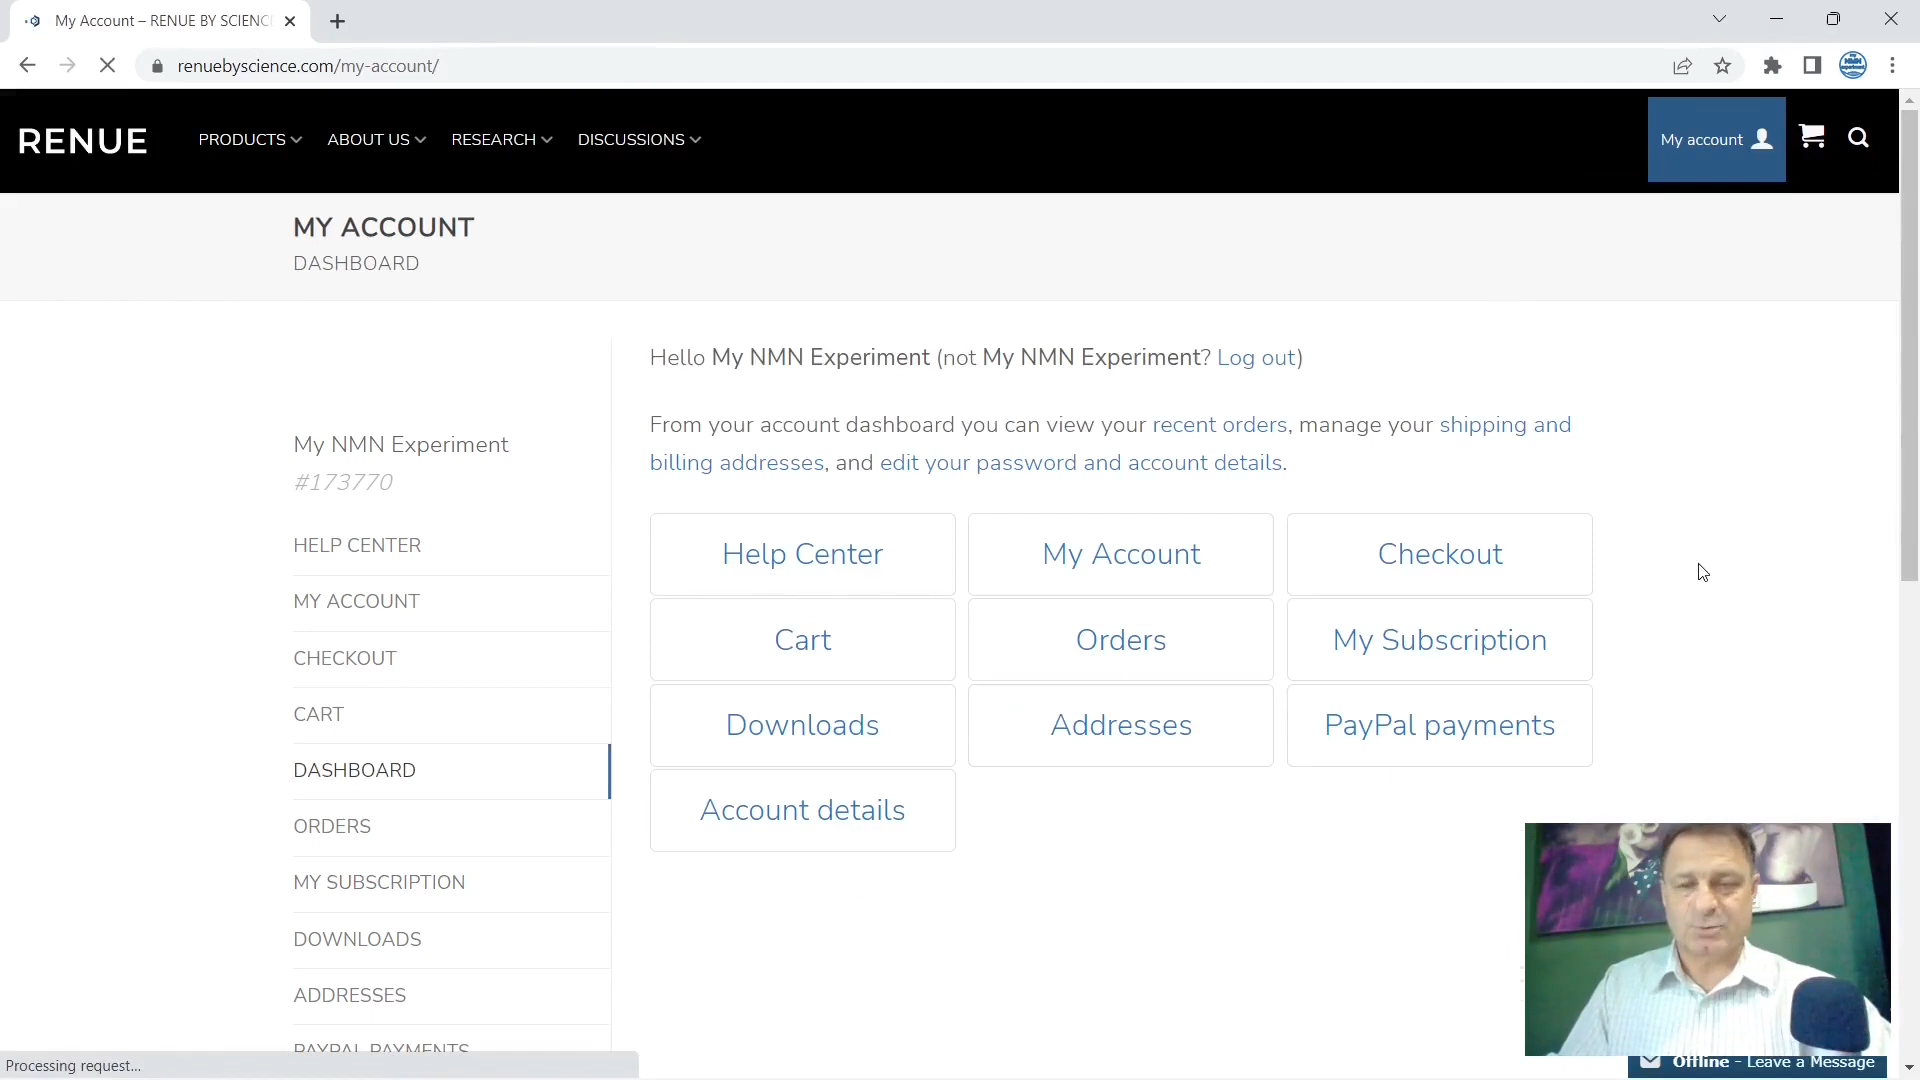 My Account – RENUE BY SCIENC
renuebyscience.com/my-account/
RENUE
PRODUCTS
ABOUT US
RESEARCH
DISCUSSIONS
My account
MY ACCOUNT
DASHBOARD
Hello My NMN Experiment (not My NMN Experiment? Log out)
From your account dashboard you can view your recent orders, manage your shipping and
billing addresses, and edit your password and account details.
My NMN Experiment
#173770
HELP CENTER
MY ACCOUNT
CHECKOUT
CART
DASHBOARD
ORDERS
MY SUBSCRIPTION
DOWNLOADS
ADDRESSES
PAYPAL PAYMENTS
Help Center
My Account
Checkout
Cart
Orders
My Subscription
Downloads
Addresses
PayPal payments
Account details
Processing request...
Offline - Leave a Message